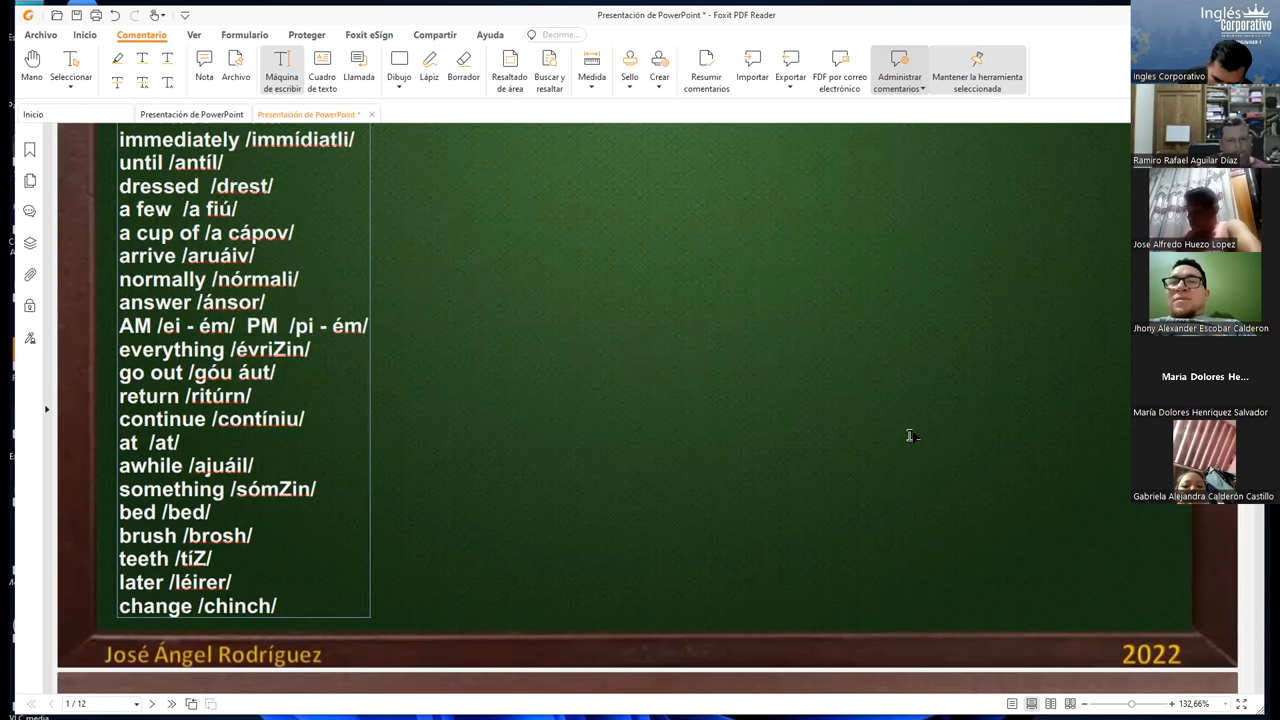 Presentación de PowerPoint * - Foxit PDF Reader
Archivo Inicio Comentario Ver Formulario Proteger Foxit eSign Compartir Ayuda Decirme...
Mano Seleccionar Nota Archivo Máquina de escribir Cuadro de texto Llamada Dibujo Lápiz Borrador Resaltado de área Buscar y resaltar Medida Sello Crear Resumir comentarios Importar Exportar PDF por correo electrónico Administrar comentarios Mantener la herramienta seleccionada
Inicio Presentación de PowerPoint Presentación de PowerPoint *
immediately /immídiatli/
until /antíl/
dressed /drest/
a few /a fiú/
a cup of /a cápov/
arrive /aruáiv/
normally /nórmali/
answer /ánsor/
AM /ei - ém/ PM /pi - ém/
everything /évriZin/
go out /góu áut/
return /ritúrn/
continue /contíniu/
at /at/
awhile /ajuáil/
something /sómZin/
bed /bed/
brush /brosh/
teeth /tíZ/
later /léirer/
change /chinch/
José Ángel Rodríguez 2022
1 / 12 132,66%
Inglés
Corporativo
Ingles Corporativo
Ramiro Rafael Aguilar Díaz
Jose Alfredo Huezo Lopez
Jhony Alexander Escobar Calderon
Maria Dolores He...
María Dolores Henriquez Salvador
Gabriela Alejandra Calderón Castillo